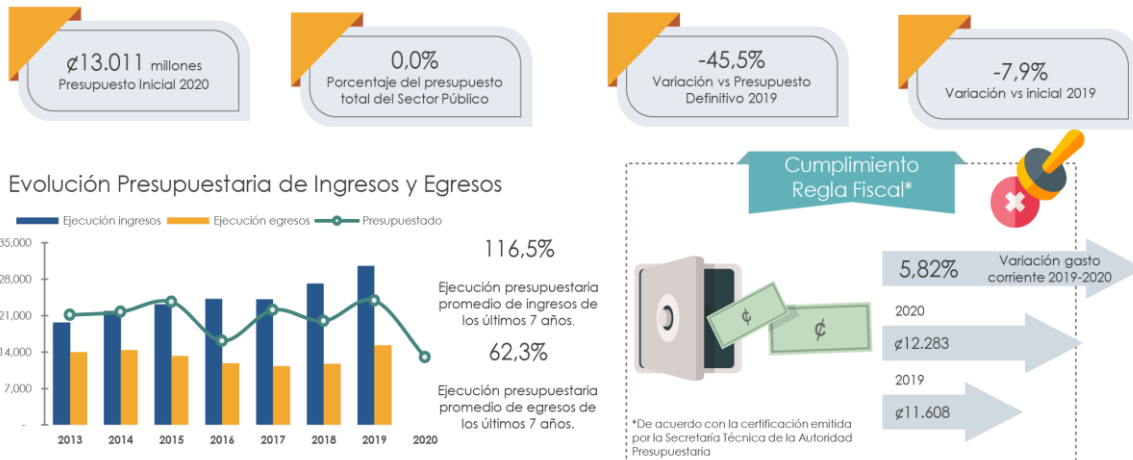 ₡13.011 millones
Presupuesto Inicial 2020
0,0%
Porcentaje del presupuesto
total del Sector Público
-45,5%
Variación vs Presupuesto
Definitivo 2019
-7,9%
Variación vs inicial 2019
Evolución Presupuestaria de Ingresos y Egresos
Ejecución ingresos Ejecución egresos Presupuestado
35,000
28,000
21,000
14,000
7,000
-
2013 2014 2015 2016 2017 2018 2019 2020
116,5%
Ejecución presupuestaria
promedio de ingresos de
los últimos 7 años.
62,3%
Ejecución presupuestaria
promedio de egresos de
los últimos 7 años.
Cumplimiento
Regla Fiscal*
₡
₡
5,82%
Variación gasto
corriente 2019-2020
2020
₡12.283
2019
₡11.608
*De acuerdo con la certificación emitida
por la Secretaría Técnica de la Autoridad
Presupuestaria